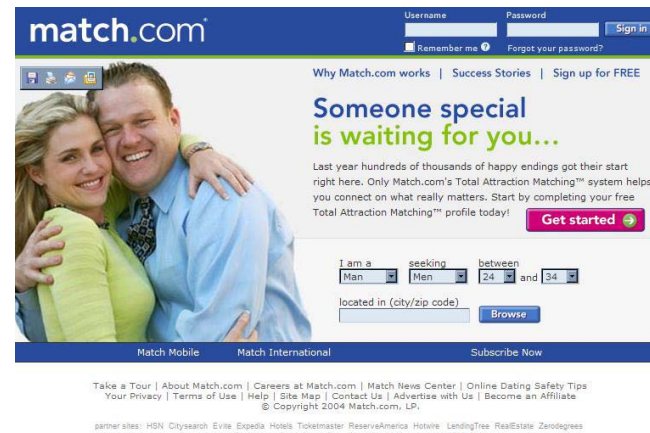 match.com
Username Password
Sign in
Remember me ? Forgot your password?
Why Match.com works | Success Stories | Sign up for FREE
Someone special
is waiting for you...
Last year hundreds of thousands of happy endings got their start
right here. Only Match.com's Total Attraction Matching™ system helps
you connect on what really matters. Start by completing your free
Total Attraction Matching™ profile today!
Get started
I am a seeking between
Man Men 24 and 34
located in (city/zip code)
Browse
Match Mobile Match International Subscribe Now
Take a Tour | About Match.com | Careers at Match.com | Match News Center | Online Dating Safety Tips
Your Privacy | Terms of Use | Help | Site Map | Contact Us | Advertise with Us | Become an Affiliate
© Copyright 2004 Match.com, LP.
partner sites: HSN Citysearch Evite Expedia Hotels Ticketmaster ReserveAmerica Hotwire LendingTree RealEstate Zerodegrees